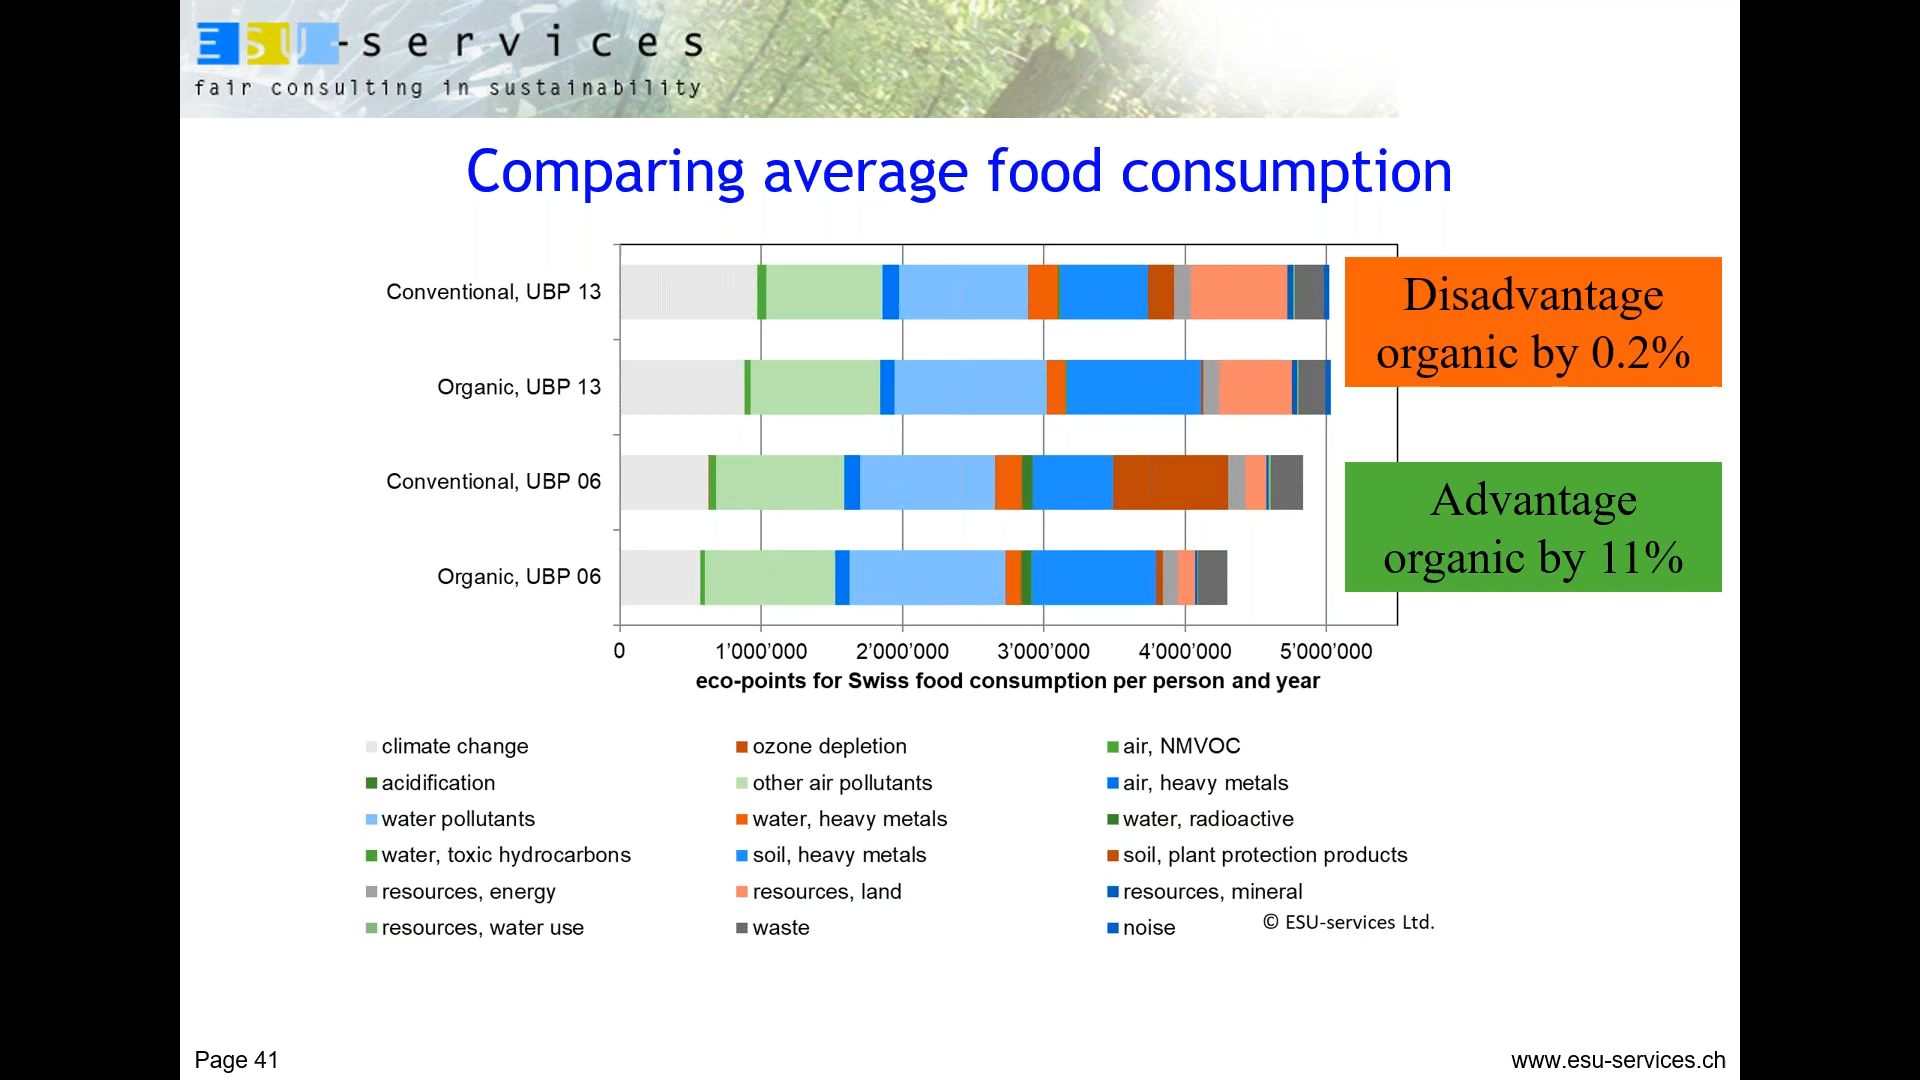 ESU-services
fair consulting in sustainability
Comparing average food consumption
Conventional, UBP 13
Organic, UBP 13
Conventional, UBP 06
Organic, UBP 06
Disadvantage
organic by 0.2%
Advantage
organic by 11%
0 1’000’000 2’000’000 3’000’000 4’000’000 5’000’000
eco-points for Swiss food consumption per person and year
climate change ozone depletion air, NMVOC
acidification other air pollutants air, heavy metals
water pollutants water, heavy metals water, radioactive
water, toxic hydrocarbons soil, heavy metals soil, plant protection products
resources, energy resources, land resources, mineral
resources, water use waste noise
© ESU-services Ltd.
Page 41
www.esu-services.ch